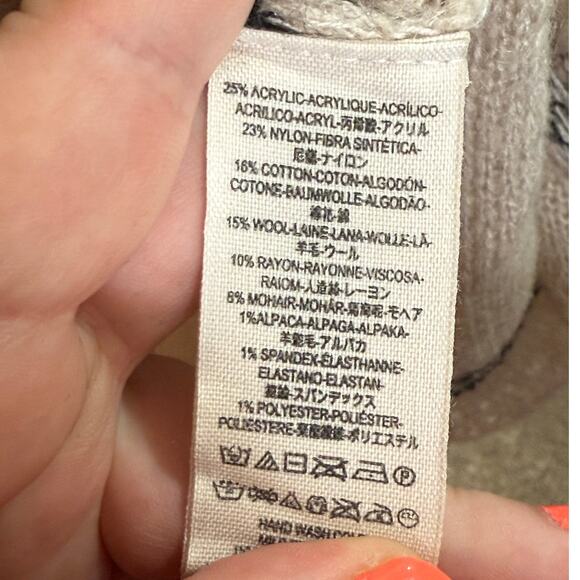 25% ACRYLIC-ACRYLIQUE-ACRÍLICO-
ACRILICO-ACRYL-丙烯酸-アクリル
23% NYLON-FIBRA SINTÉTICA-
尼龍-ナイロン
16% COTTON-COTON-ALGODÓN-
COTONE-BAUMWOLLE-ALGODÃO-
棉花-綿
15% WOOL-LAINE-LANA-WOLLE-LÃ-
羊毛-ウール
10% RAYON-RAYONNE-VISCOSA-
RAIOM-人造絲-レーヨン
8% MOHAIR-MOHÄR-馬海呢-モヘア
1%ALPACA-ALPAGA-ALPAKA-
羊駝毛-アルパカ
1% SPANDEX-ÉLASTHANNE-
ELASTANO-ELASTAN-
スパンデックス
1% POLYESTER-POLIÉSTER-
POLIESTERE-聚酯纖維-ポリエステル
HAND WASH